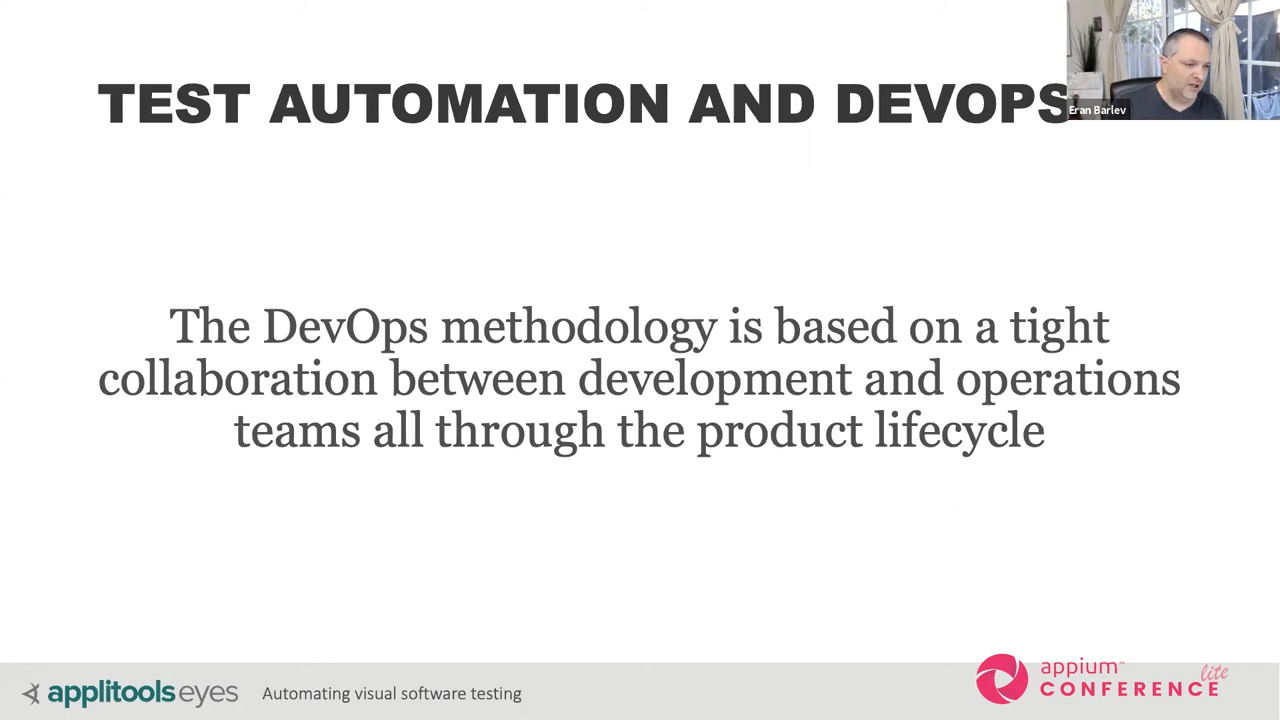 TEST AUTOMATION AND DEVOPS
Eran Barlev
The DevOps methodology is based on a tight
collaboration between development and operations
teams all through the product lifecycle
applitools eyes
Automating visual software testing
appium™
CONFERENCE lite